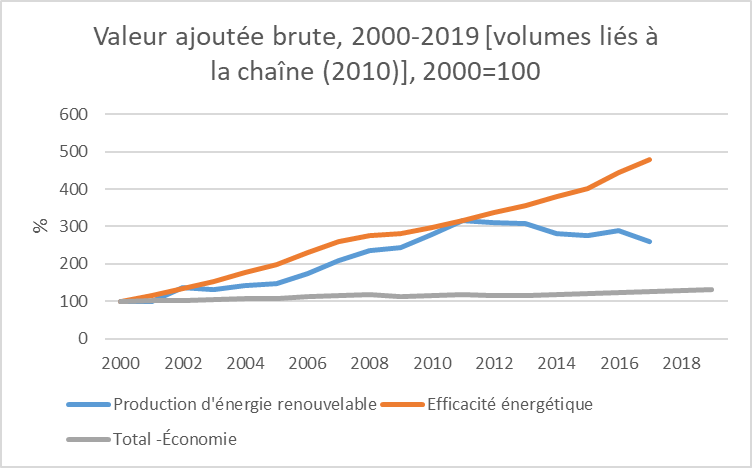 Valeur ajoutée brute, 2000-2019 [volumes liés à
la chaîne (2010)], 2000=100
600
500
400
300
200
100
0
%
2000 2002 2004 2006 2008 2010 2012 2014 2016 2018
Production d'énergie renouvelable Efficacité énergétique
Total -Économie